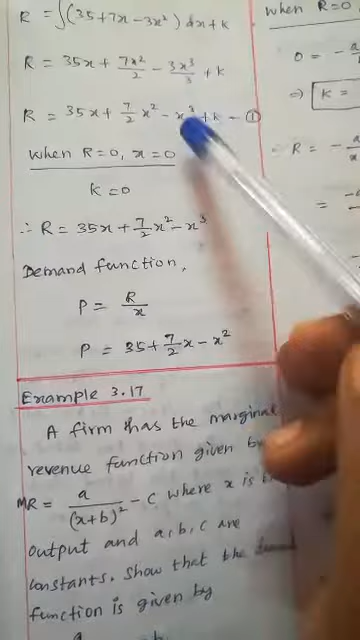 R = ∫(35+7x-3x²) dx + k
R = 35x + 7x²/2 - 3x³/3 + k
R = 35x + 7/2 x² - x³ + k - ①
when R=0, x=0
k=0
∴ R = 35x + 7/2 x² - x³
Demand function,
P = R/x
P = 35 + 7/2 x - x²
Example 3.17
A firm has the marginal
revenue function given by
MR = a/(x+b)² - c where x is
output and a, b, c are
constants. Show that the demand
function is given by
when R=0
0 = -
⇒ k =
R = -
= -